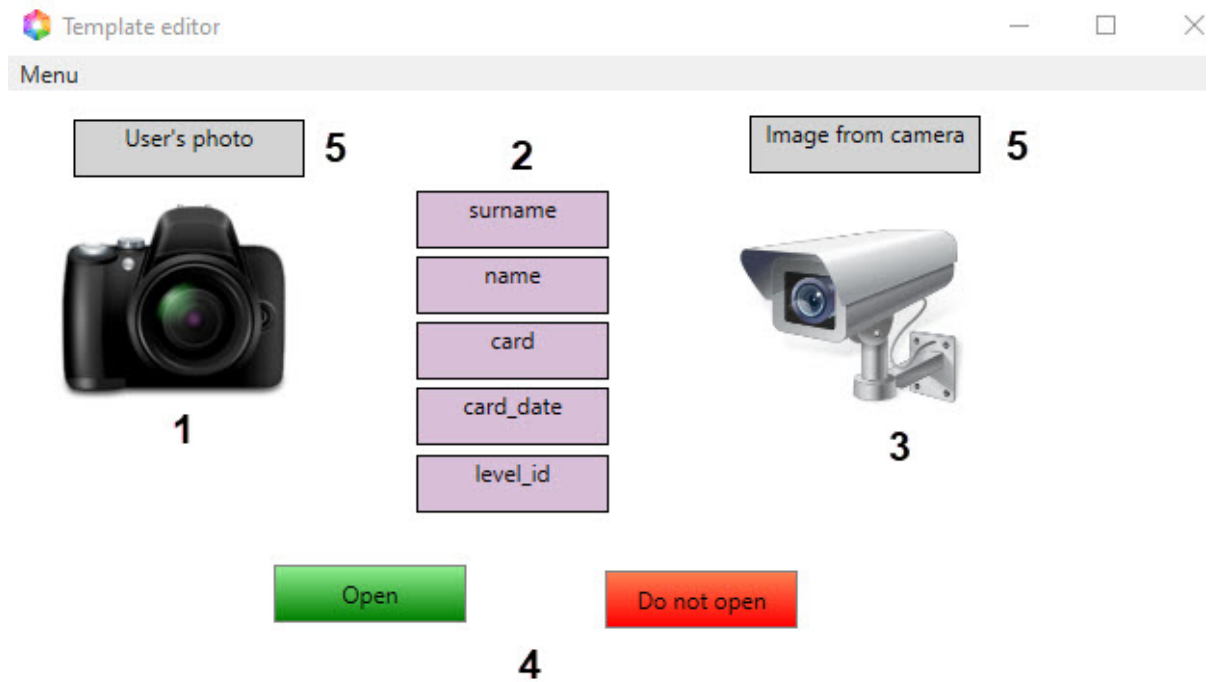 Template editor
Menu
User's photo 5
2
Image from camera 5
surname
name
card
card_date
level_id
1
3
Open
Do not open
4